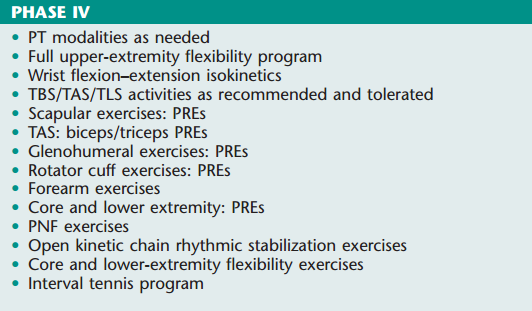 PHASE IV
• PT modalities as needed
• Full upper-extremity flexibility program
• Wrist flexion–extension isokinetics
• TBS/TAS/TLS activities as recommended and tolerated
• Scapular exercises: PREs
• TAS: biceps/triceps PREs
• Glenohumeral exercises: PREs
• Rotator cuff exercises: PREs
• Forearm exercises
• Core and lower extremity: PREs
• PNF exercises
• Open kinetic chain rhythmic stabilization exercises
• Core and lower-extremity flexibility exercises
• Interval tennis program